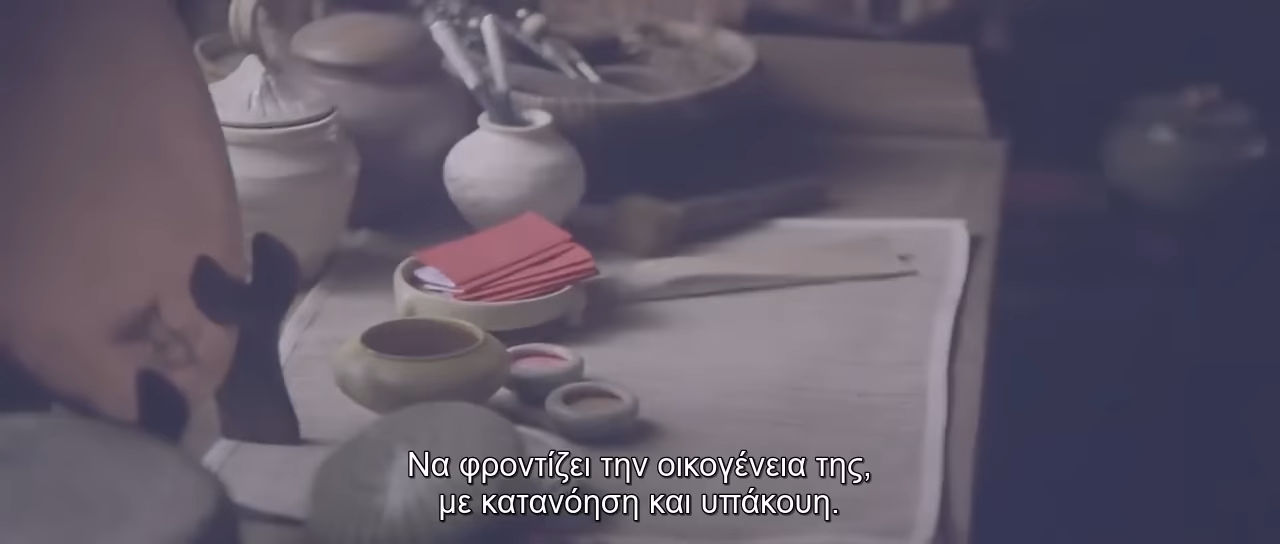 Να φροντίζει την οικογένεια της,
με κατανόηση και υπάκουη.